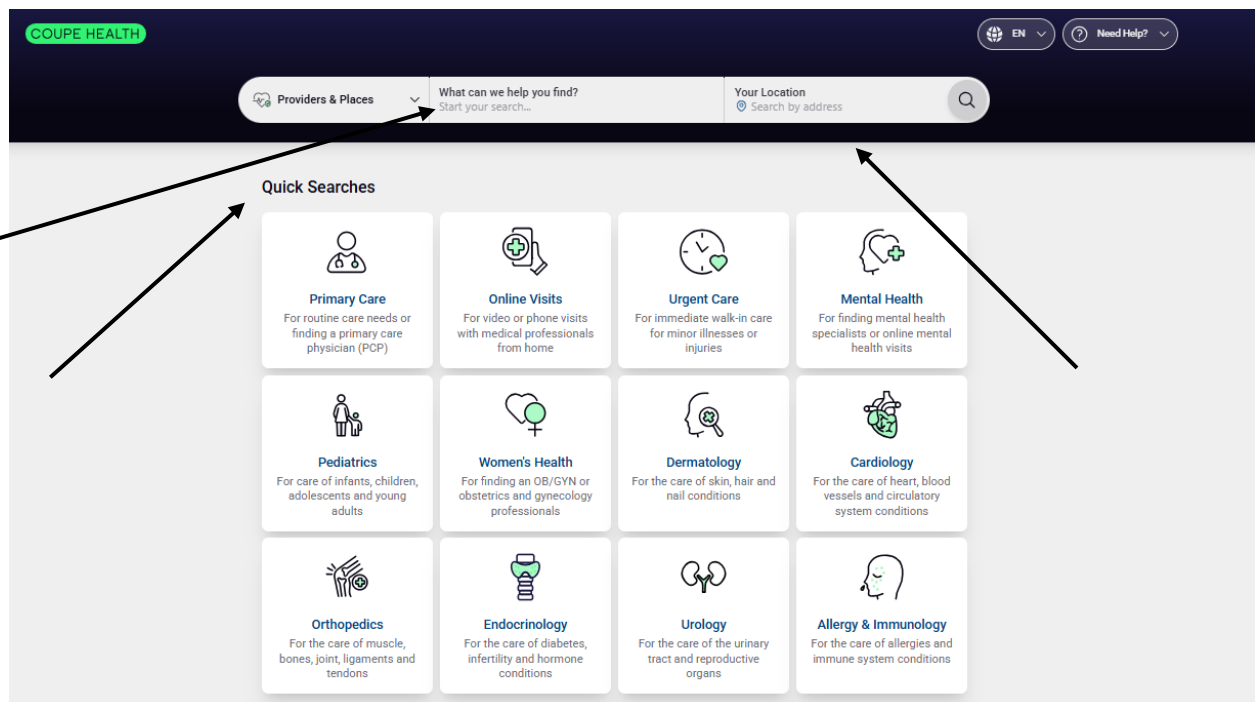 COUPE HEALTH
EN
Need Help?
Providers & Places
What can we help you find?
Start your search...
Your Location
Search by address
Quick Searches
Primary Care
For routine care needs or
finding a primary care
physician (PCP)
Online Visits
For video or phone visits
with medical professionals
from home
Urgent Care
For immediate walk-in care
for minor illnesses or
injuries
Mental Health
For finding mental health
specialists or online mental
health visits
Pediatrics
For care of infants, children,
adolescents and young
adults
Women's Health
For finding an OB/GYN or
obstetrics and gynecology
professionals
Dermatology
For the care of skin, hair and
nail conditions
Cardiology
For the care of heart, blood
vessels and circulatory
system conditions
Orthopedics
For the care of muscle,
bones, joint, ligaments and
tendons
Endocrinology
For the care of diabetes,
infertility and hormone
conditions
Urology
For the care of the urinary
tract and reproductive
organs
Allergy & Immunology
For the care of allergies and
immune system conditions